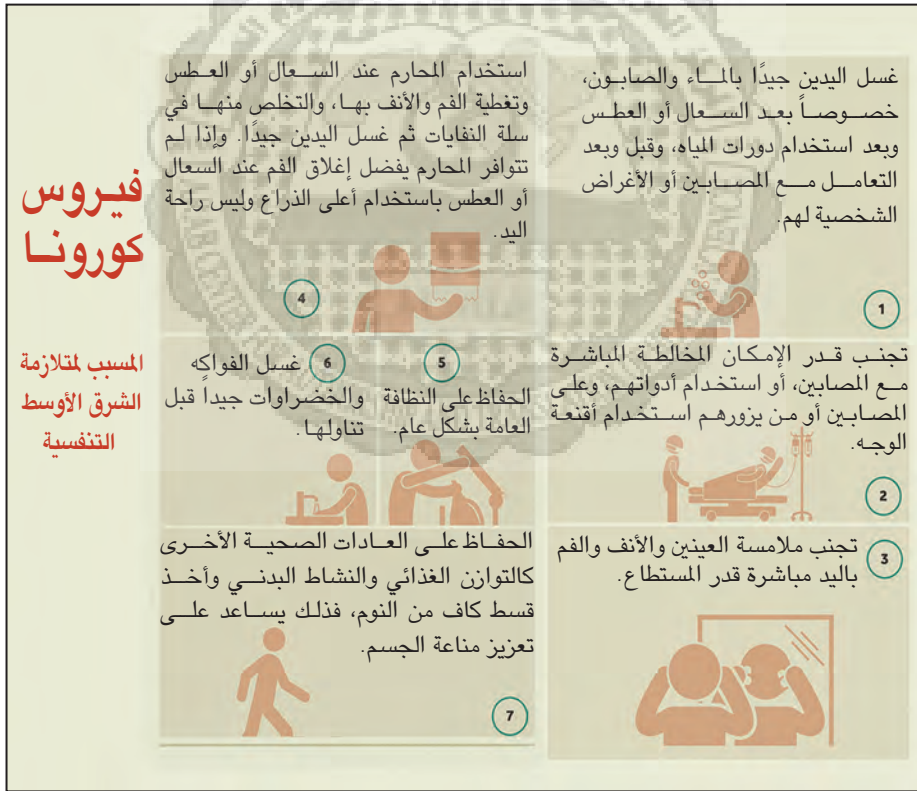 فيروس
كورونا
المسبب لمتلازمة
الشرق الأوسط
التنفسية
غسل اليدين جيدًا بالماء والصابون،
خصوصاً بعد السعال أو العطس
وبعد استخدام دورات المياه، وقبل وبعد
التعامل مع المصابين أو الأغراض
الشخصية لهم.
1
تجنب قدر الإمكان المخالطة المباشرة
مع المصابين، أو استخدام أدواتهم، وعلى
المصابين أو من يزورهم استخدام أقنعة
الوجه.
2
3
تجنب ملامسة العينين والأنف والفم
باليد مباشرة قدر المستطاع.
استخدام المحارم عند السعال أو العطس
وتغطية الفم والأنف بها، والتخلص منها في
سلة النفايات ثم غسل اليدين جيدًا. وإذا لم
تتوافر المحارم يفضل إغلاق الفم عند السعال
أو العطس باستخدام أعلى الذراع وليس راحة
اليد.
4
5
الحفاظ على النظافة
العامة بشكل عام.
6 غسل الفواكه
والخضراوات جيداً قبل
تناولها.
الحفاظ على العادات الصحية الأخرى
كالتوازن الغذائي والنشاط البدني وأخذ
قسط كاف من النوم، فذلك يساعد على
تعزيز مناعة الجسم.
7